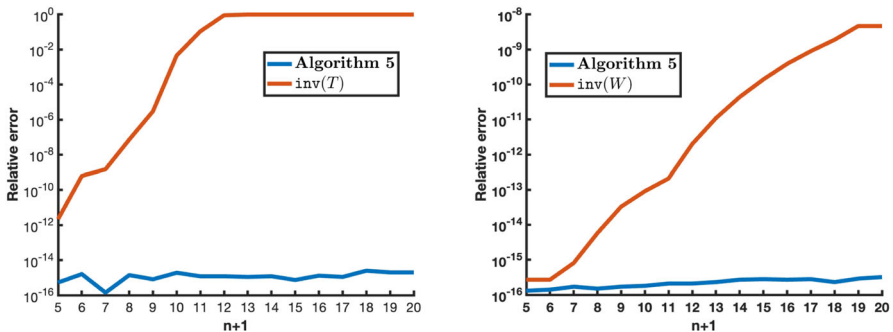 10⁰
10⁻²
10⁻⁴
10⁻⁶
10⁻⁸
10⁻¹⁰
10⁻¹²
10⁻¹⁴
10⁻¹⁶
Relative error
Algorithm 5
inv(T)
5 6 7 8 9 10 11 12 13 14 15 16 17 18 19 20
n+1
10⁻⁸
10⁻⁹
10⁻¹⁰
10⁻¹¹
10⁻¹²
10⁻¹³
10⁻¹⁴
10⁻¹⁵
10⁻¹⁶
Relative error
Algorithm 5
inv(W)
5 6 7 8 9 10 11 12 13 14 15 16 17 18 19 20
n+1